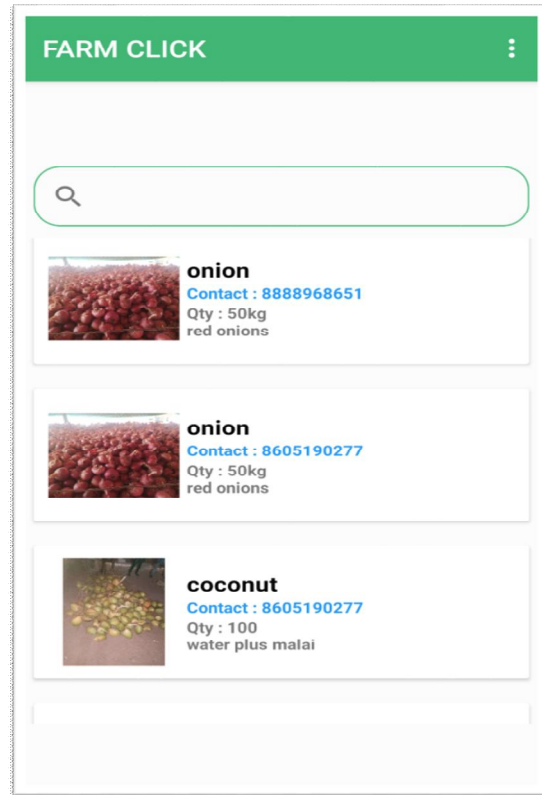 FARM CLICK
onion
Contact : 8888968651
Qty : 50kg
red onions
onion
Contact : 8605190277
Qty : 50kg
red onions
coconut
Contact : 8605190277
Qty : 100
water plus malai